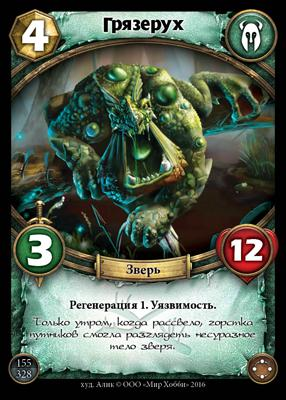 4
Грязерух
3
12
Зверь
Регенерация 1. Уязвимость.
Только утром, когда рассвело, горстка
путников смогла разглядеть несуразное
тело зверя.
155
328
худ. Алик © ООО «Мир Хобби» 2016